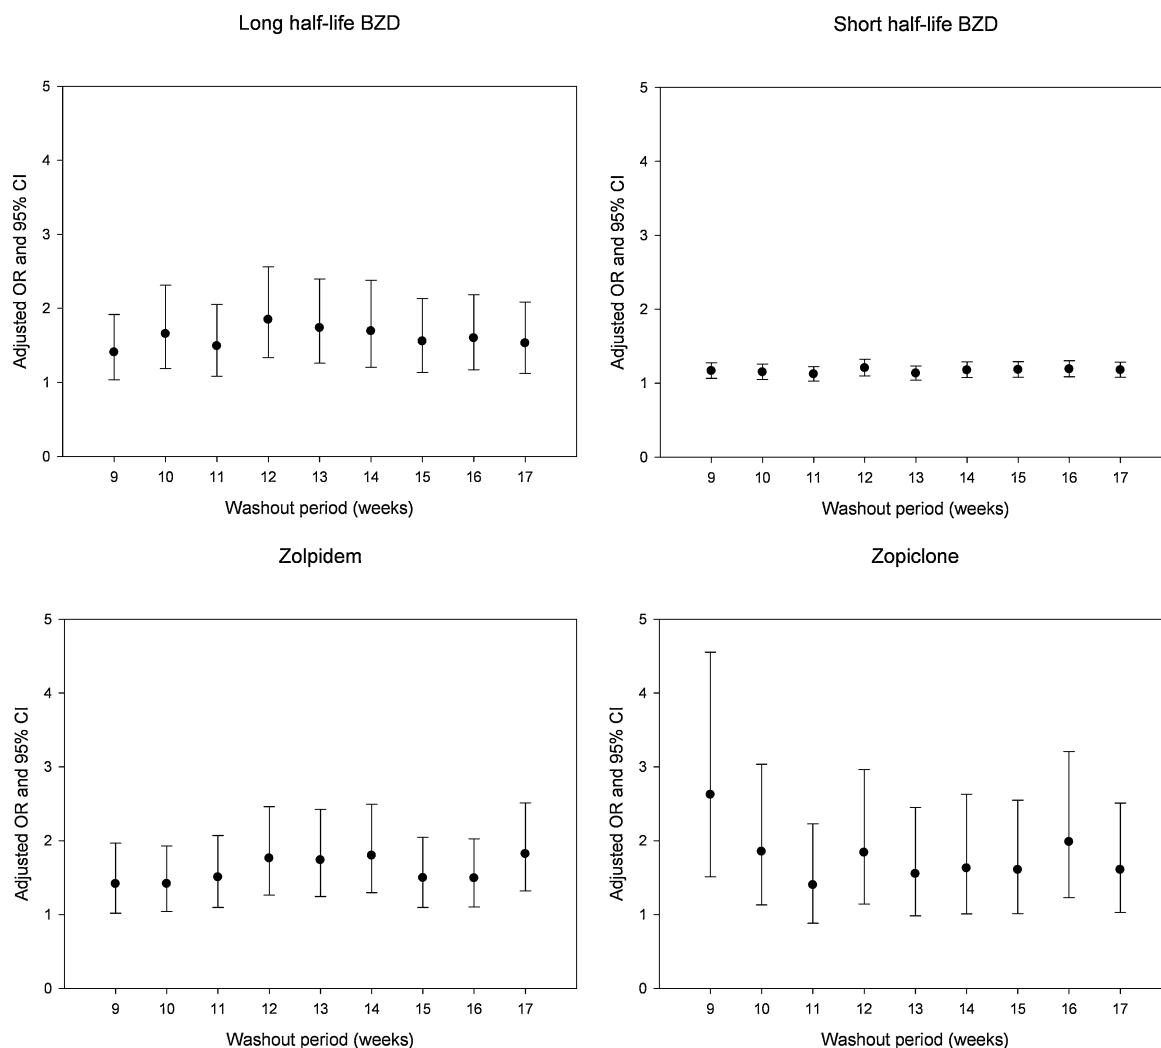 Long half-life BZD
Adjusted OR and 95% CI
5
4
3
2
1
0
9 10 11 12 13 14 15 16 17
Washout period (weeks)
Short half-life BZD
Adjusted OR and 95% CI
5
4
3
2
1
0
9 10 11 12 13 14 15 16 17
Washout period (weeks)
Zolpidem
Adjusted OR and 95% CI
5
4
3
2
1
0
9 10 11 12 13 14 15 16 17
Washout period (weeks)
Zopiclone
Adjusted OR and 95% CI
5
4
3
2
1
0
9 10 11 12 13 14 15 16 17
Washout period (weeks)